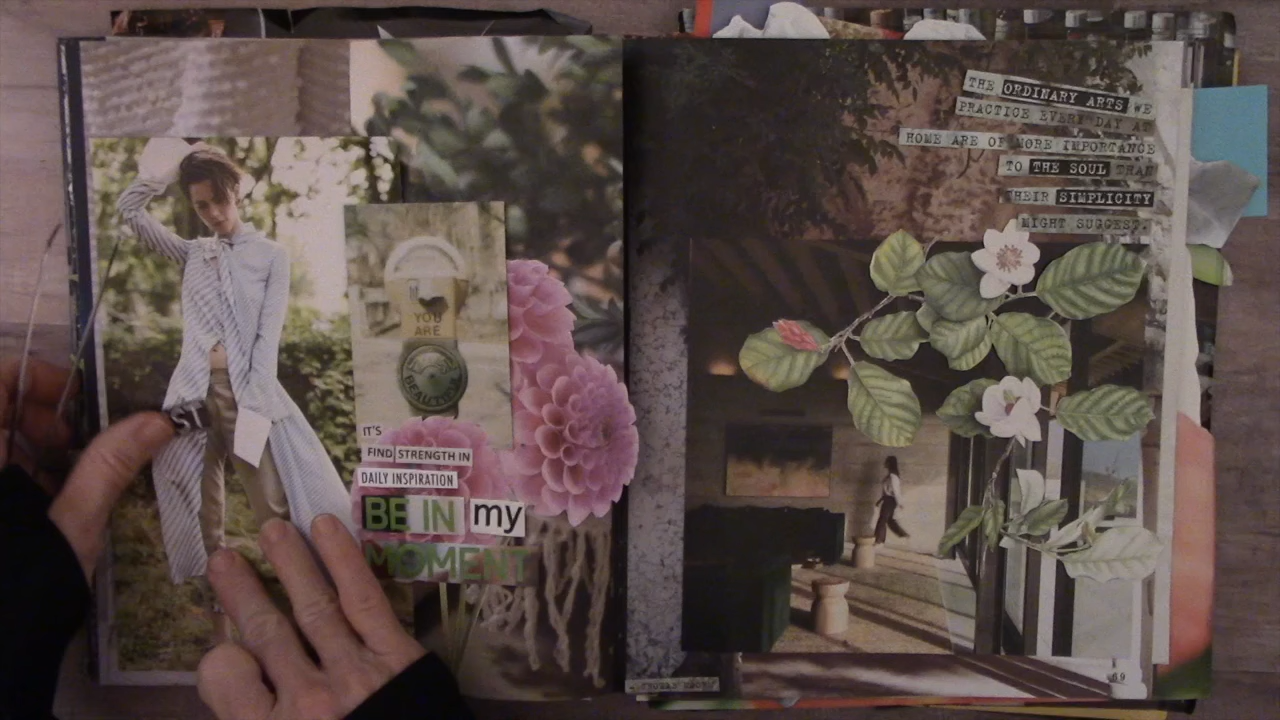 YOU
ARE
BEAUTIFUL
IT'S
FIND STRENGTH IN
DAILY INSPIRATION
BE IN my
MOMENT
THE ORDINARY ARTS WE
PRACTICE EVERY DAY AT
HOME ARE OF MORE IMPORTANCE
TO THE SOUL THAN
THEIR SIMPLICITY
MIGHT SUGGEST.
69